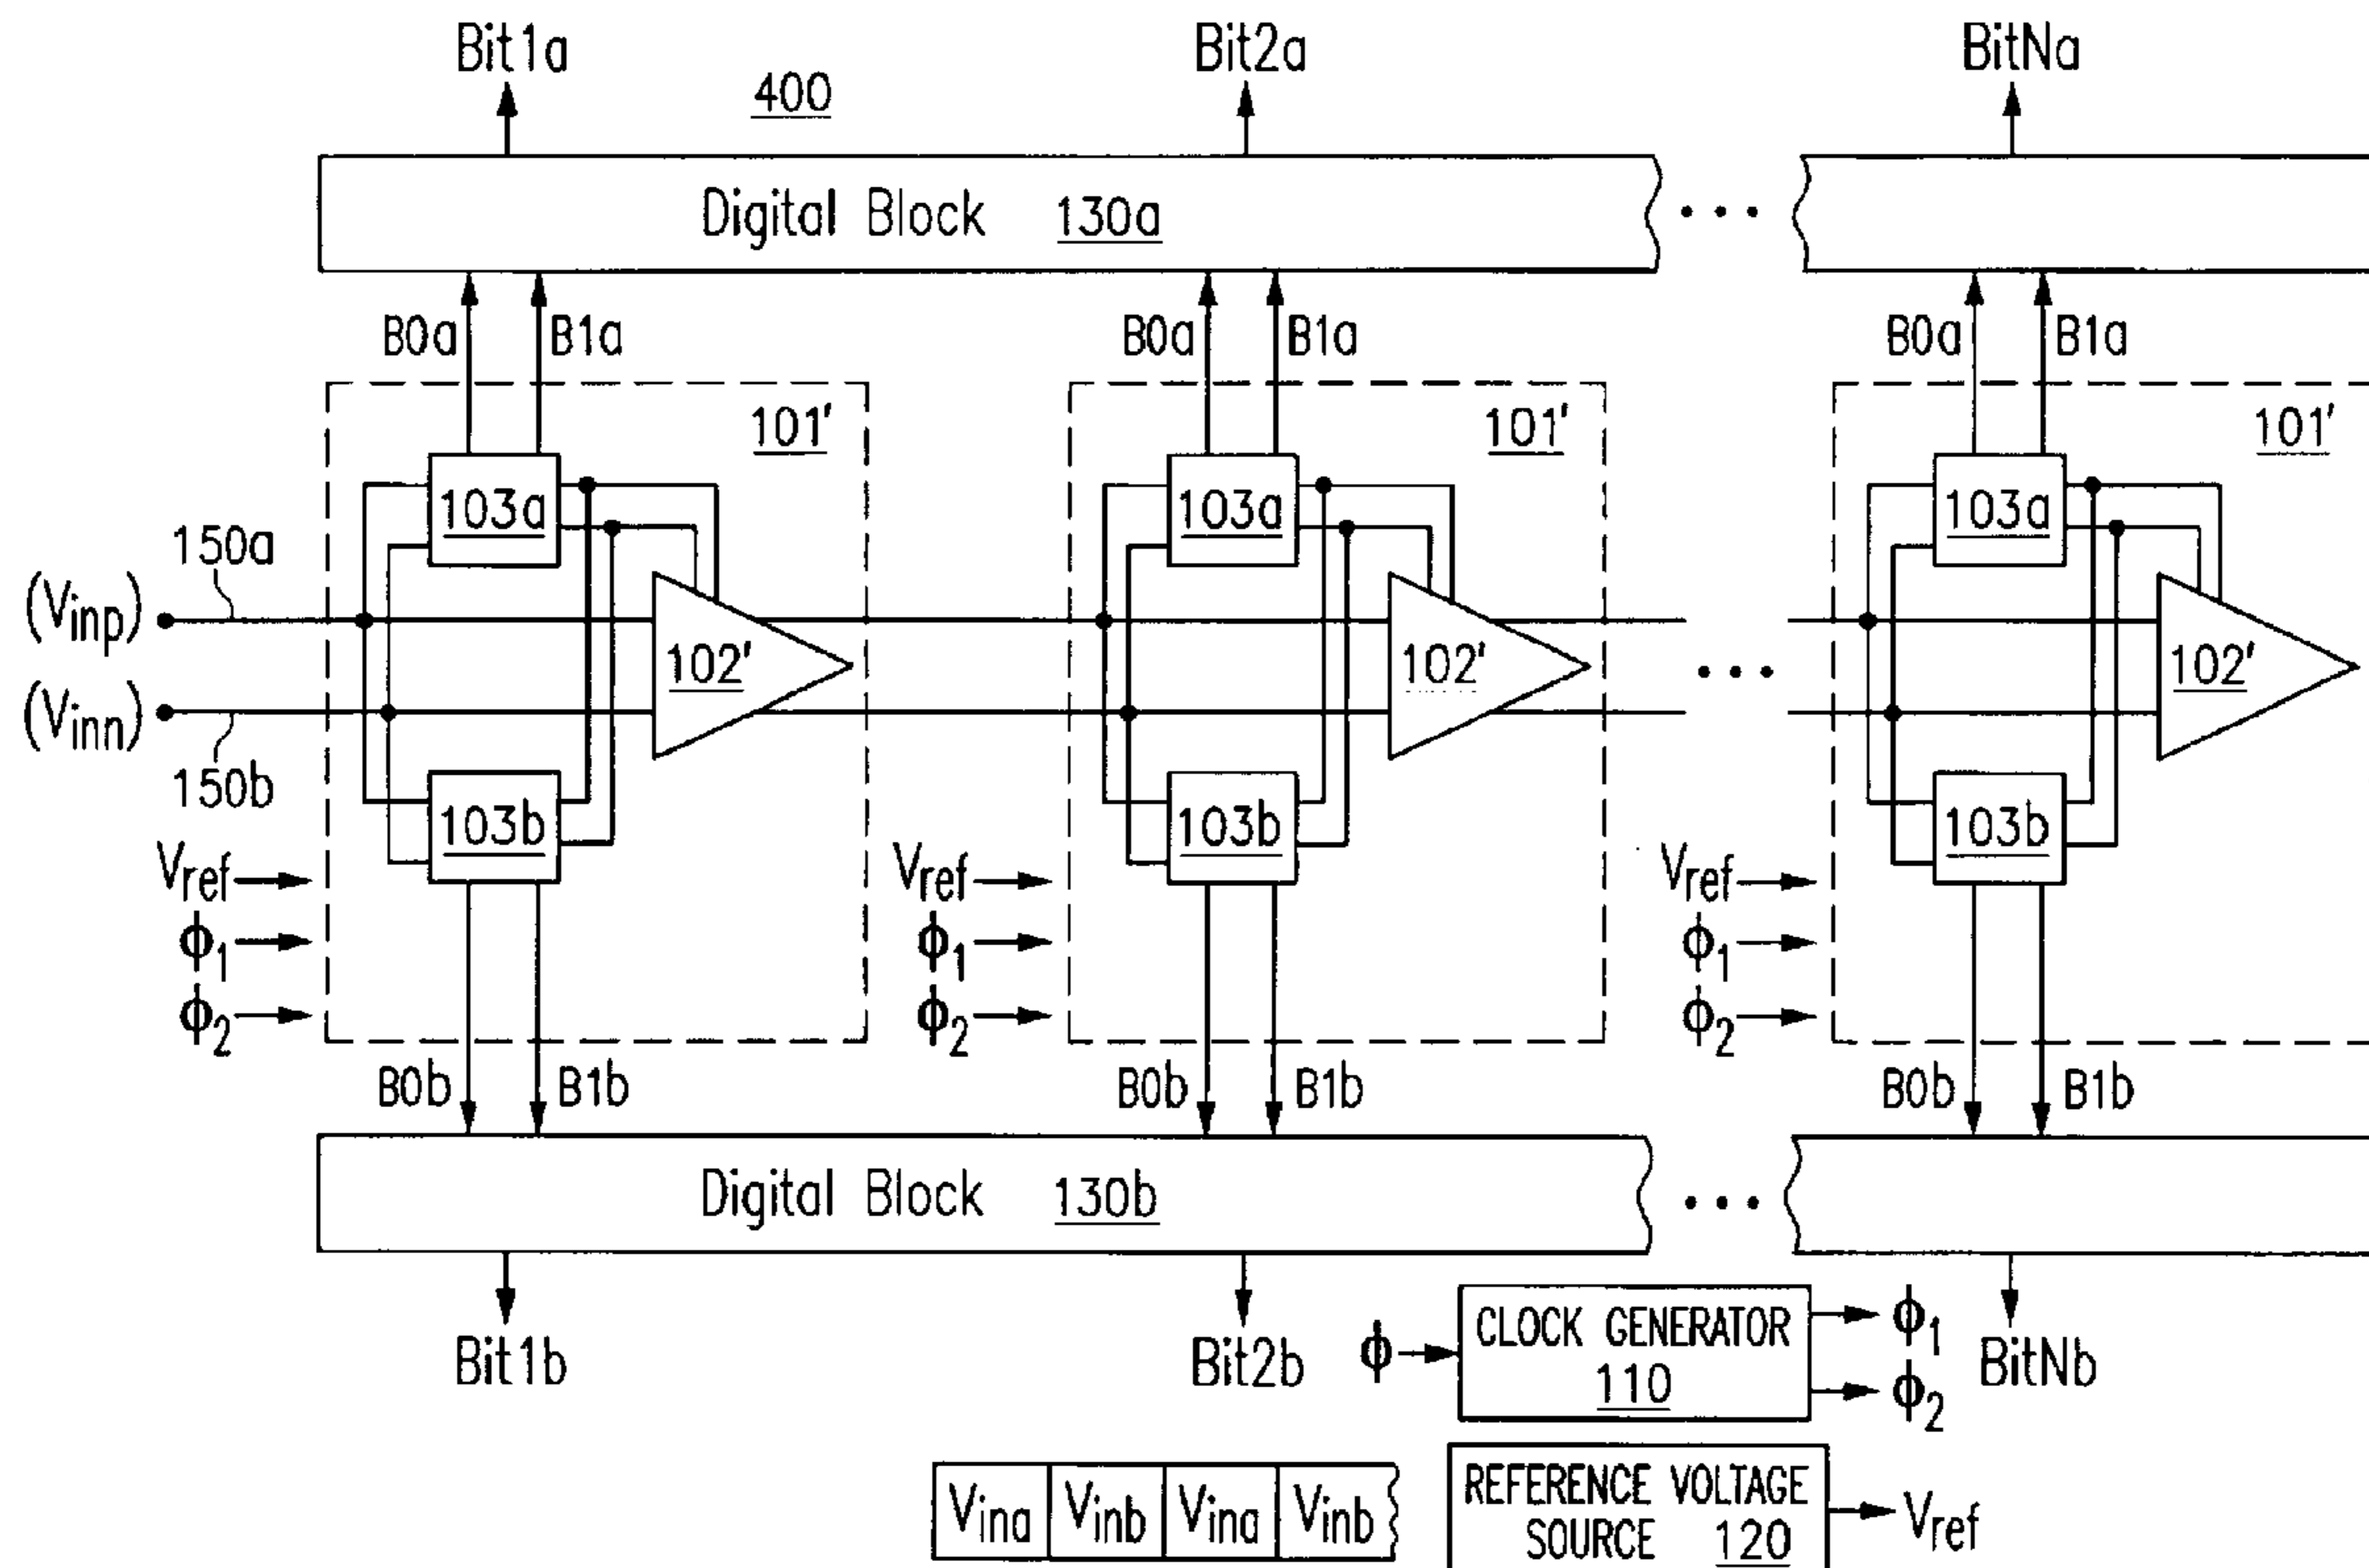 Bit1a Bit2a BitNa
400
Digital Block 130a
B0a B1a B0a B1a B0a B1a
101' 101' 101'
103a 103a 103a
150a
(Vinp)
102' 102' 102'
(Vinn)
150b
103b 103b 103b
Vref Vref Vref
ϕ1 ϕ1 ϕ1
ϕ2 ϕ2 ϕ2
B0b B1b B0b B1b B0b B1b
Digital Block 130b
Bit1b Bit2b BitNb
ϕ CLOCK GENERATOR ϕ1
110 ϕ2
Vina Vinb Vina Vinb
REFERENCE VOLTAGE
SOURCE 120 Vref